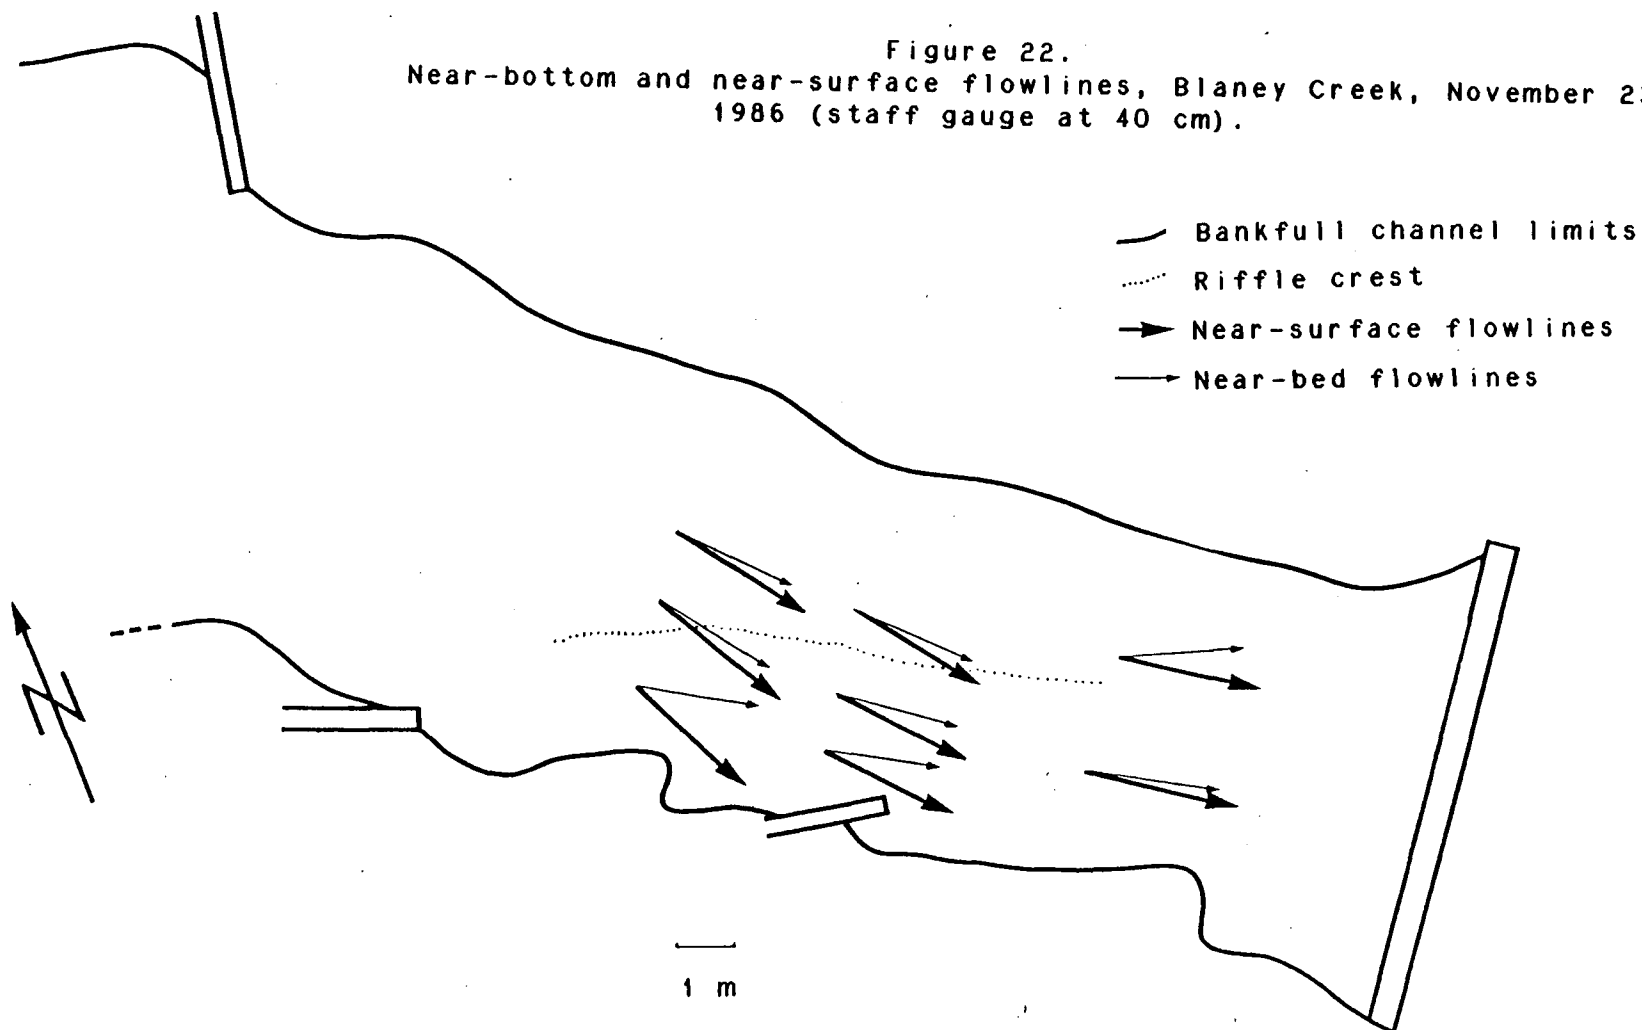 Figure 22.
Near-bottom and near-surface flowlines, Blaney Creek, November
1986 (staff gauge at 40 cm).
Bankfull channel limits
Riffle crest
Near-surface flowlines
Near-bed flowlines
N
1 m